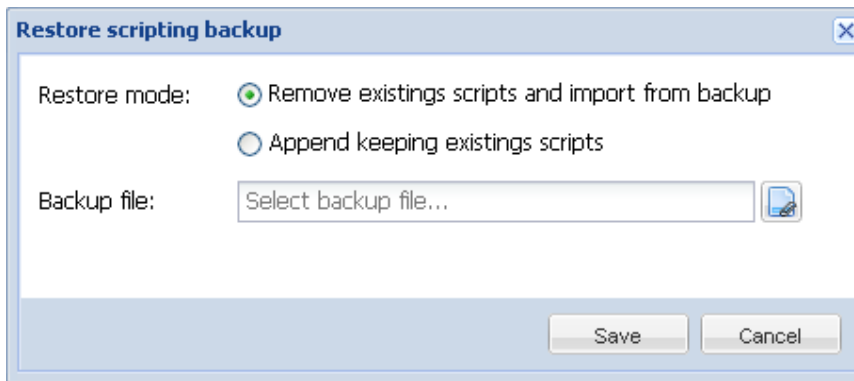 Restore scripting backup
Restore mode: Remove existings scripts and import from backup
Append keeping existings scripts
Backup file: Select backup file...
Save Cancel